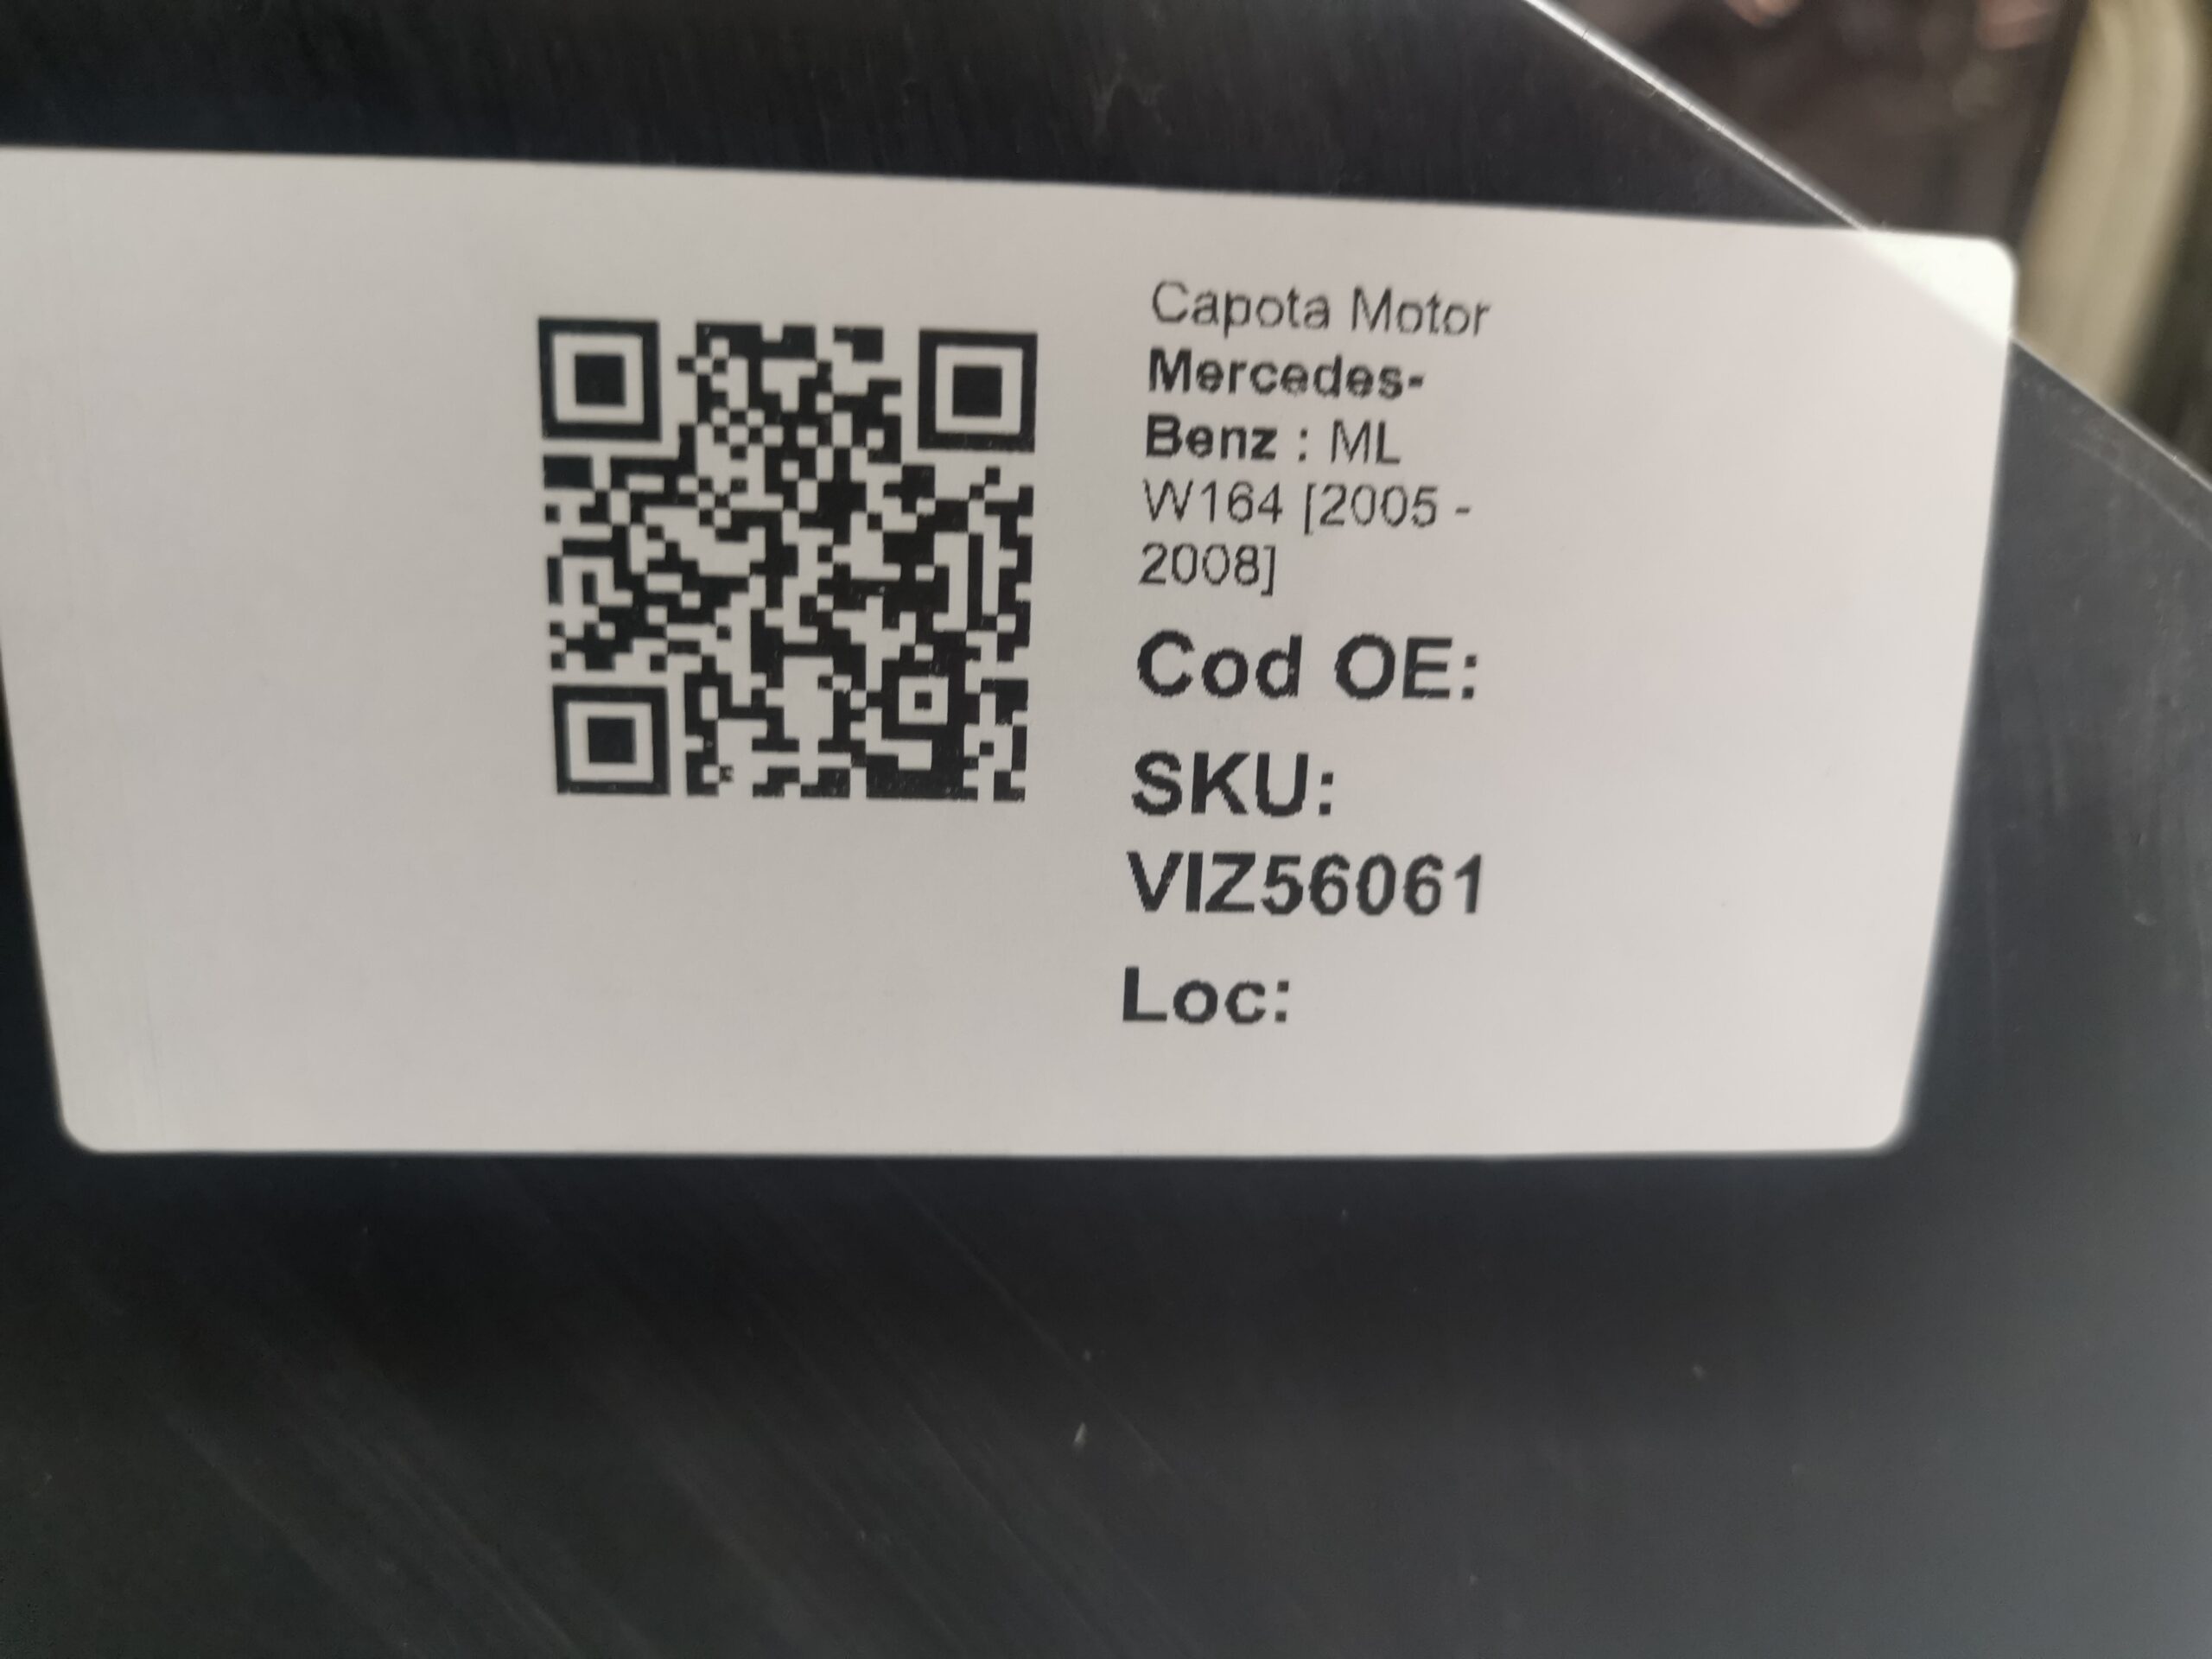 Capota Motor
Mercedes-
Benz : ML
W164 [2005 -
2008]
Cod OE:
SKU:
VIZ56061
Loc: